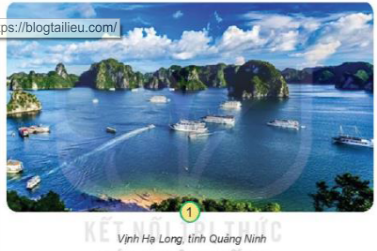 ps://blogtailieu.com/
1
KẾT NỐI TRI THỨC
Vịnh Hạ Long, tỉnh Quảng Ninh